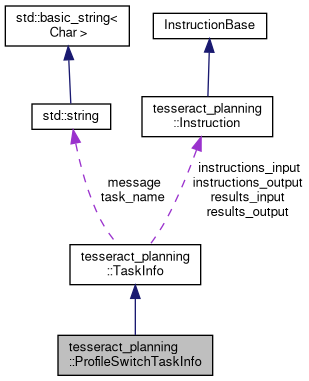 std::basic_string<
Char >
InstructionBase
std::string
tesseract_planning
::Instruction
message
task_name
instructions_input
instructions_output
results_input
results_output
tesseract_planning
::TaskInfo
tesseract_planning
::ProfileSwitchTaskInfo